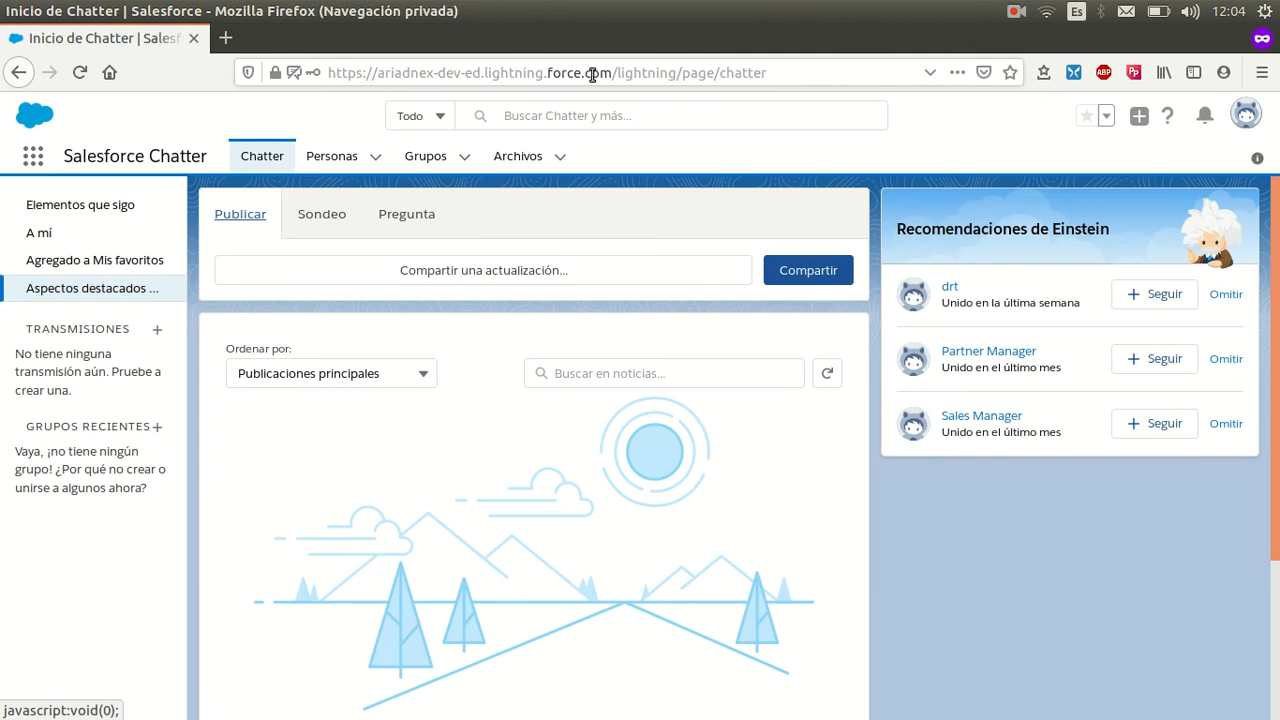 Inicio de Chatter | Salesforce - Mozilla Firefox (Navegación privada)
Es
12:04
Inicio de Chatter | Salesf
https://ariadnex-dev-ed.lightning.force.com/lightning/page/chatter
ABP
Todo
Buscar Chatter y más...
Salesforce Chatter
Chatter
Personas
Grupos
Archivos
Elementos que sigo
A mí
Agregado a Mis favoritos
Aspectos destacados ...
TRANSMISIONES
No tiene ninguna
transmisión aún. Pruebe a
crear una.
GRUPOS RECIENTES
Vaya, ¡no tiene ningún
grupo! ¿Por qué no crear o
unirse a algunos ahora?
Publicar
Sondeo
Pregunta
Compartir una actualización...
Compartir
Ordenar por:
Publicaciones principales
Buscar en noticias...
Recomendaciones de Einstein
drt
Unido en la última semana
Seguir
Omitir
Partner Manager
Unido en el último mes
Seguir
Omitir
Sales Manager
Unido en el último mes
Seguir
Omitir
javascript:void(0);